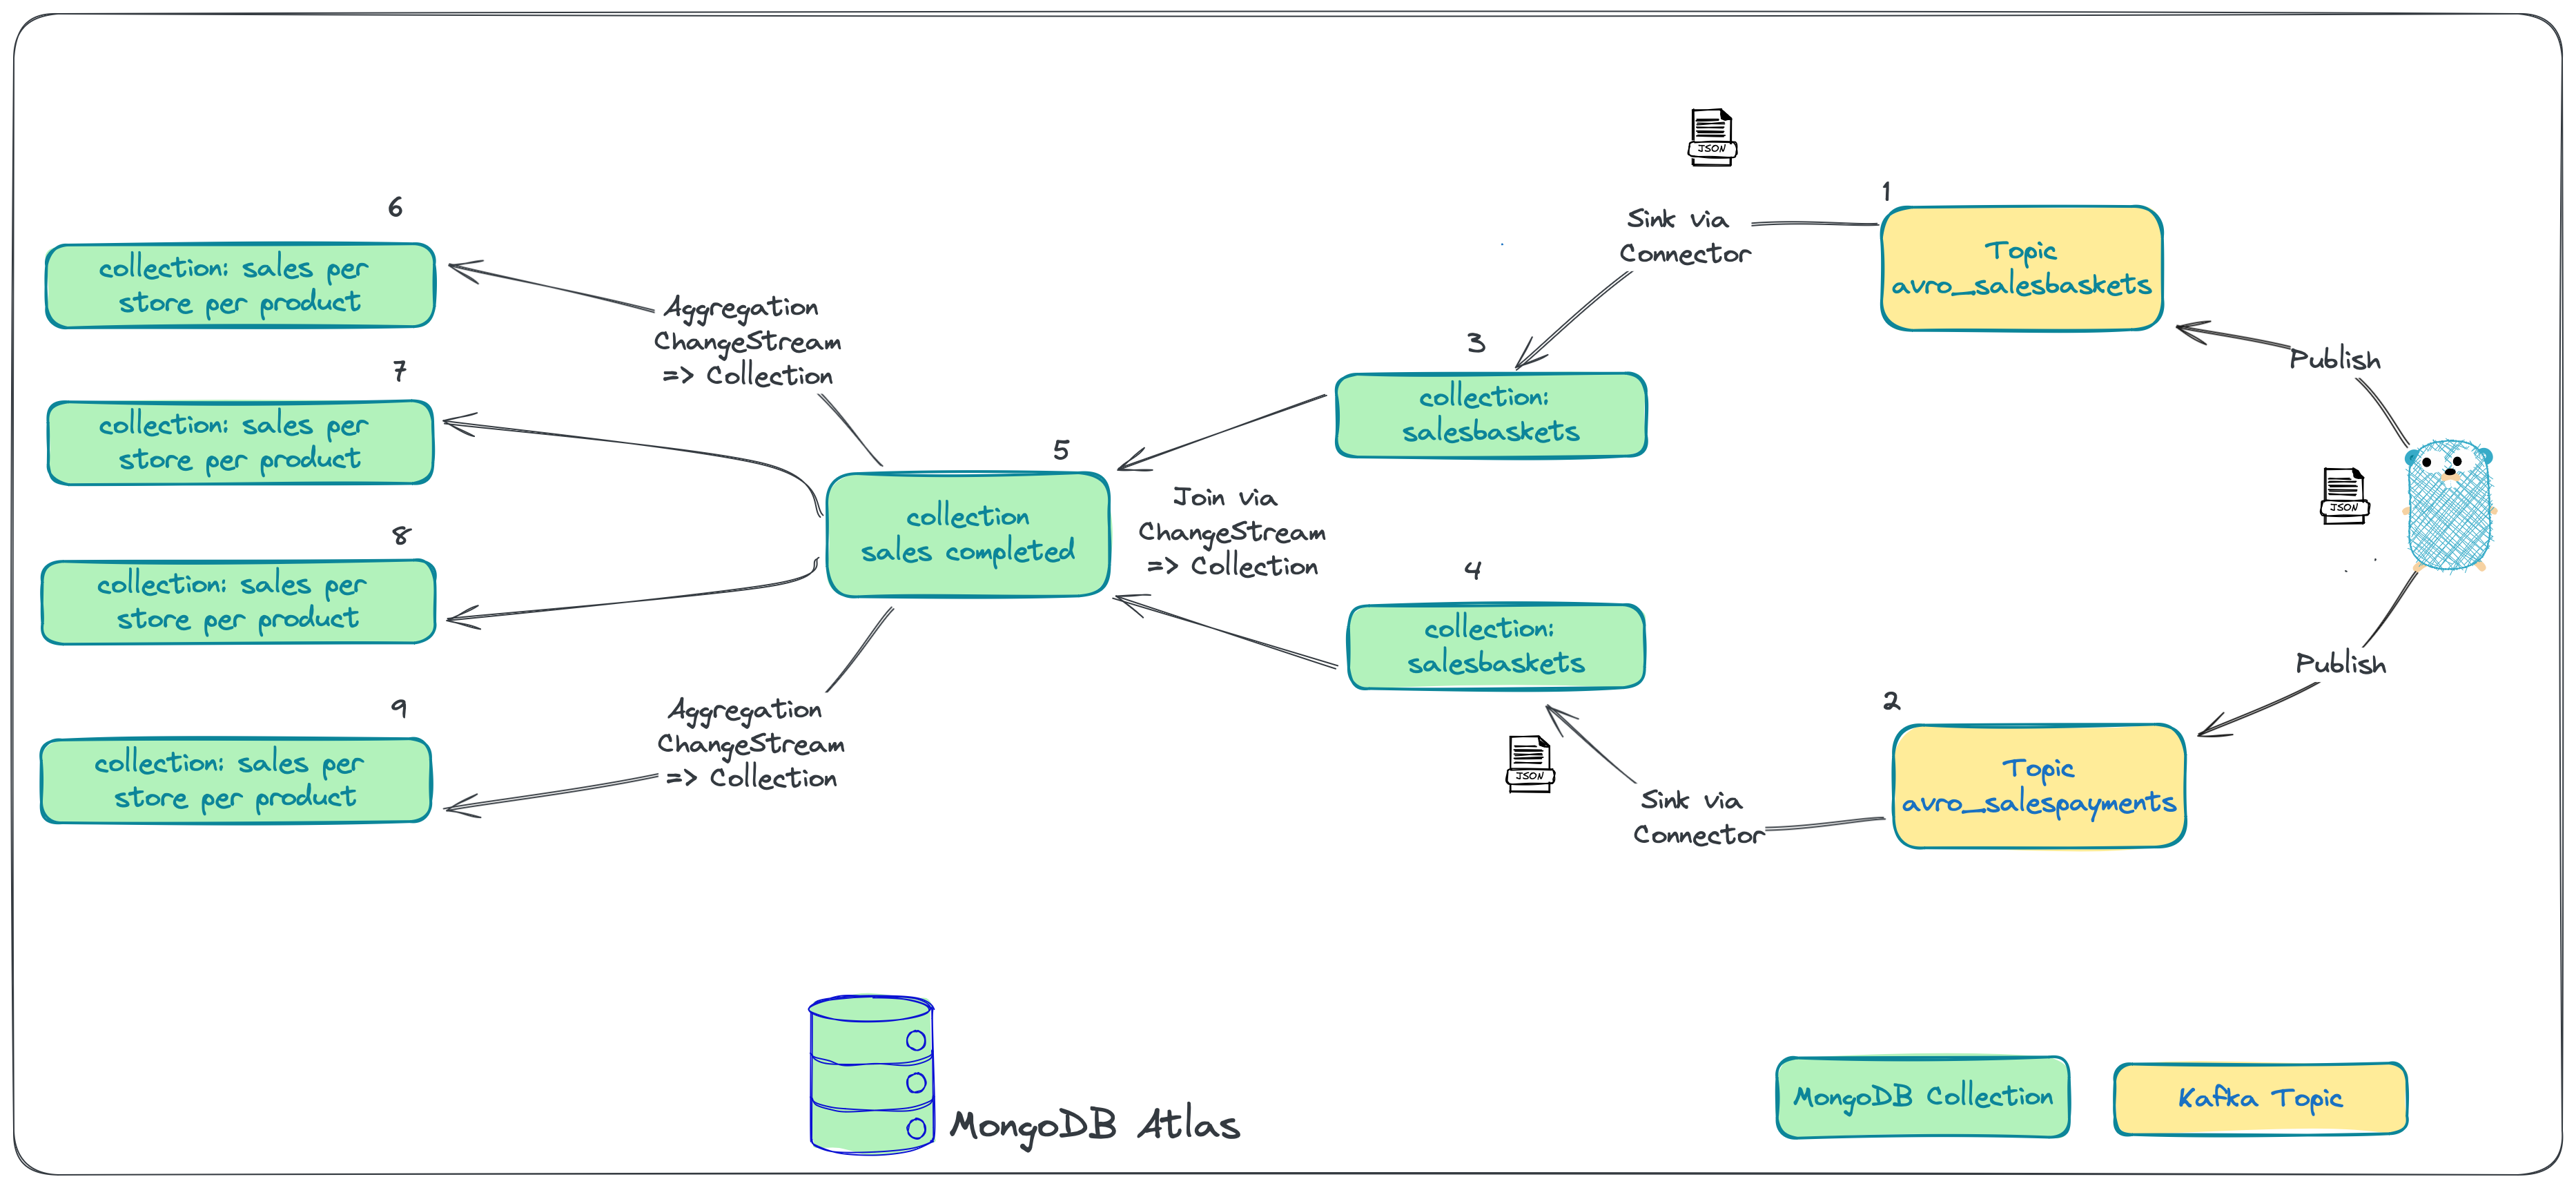 JSON
6
collection: sales per
store per product
7
collection: sales per
store per product
8
collection: sales per
store per product
9
collection: sales per
store per product
Aggregation
ChangeStream
=> Collection
Aggregation
ChangeStream
=> Collection
5
collection
sales completed
Join via
ChangeStream
=> Collection
3
collection:
salesbaskets
4
collection:
salesbaskets
Sink via
Connector
JSON
Sink via
Connector
1
Topic
avro_salesbaskets
2
Topic
avro_salespayments
Publish
JSON
Publish
MongoDB Atlas
MongoDB Collection
Kafka Topic